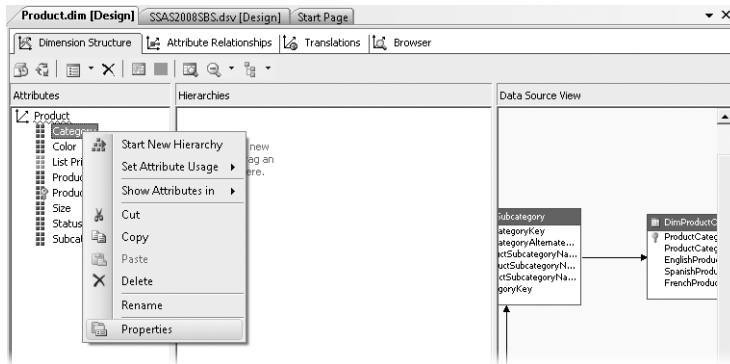 Product.dim [Design] SSAS2008SBS.dsv [Design] Start Page
Dimension Structure Attribute Relationships Translations Browser
Attributes
Product
Category
Color
List Pri
Produc
Produc
Size
Status
Subcat
Hierarchies
new
ag an
ere.
Start New Hierarchy
Set Attribute Usage
Show Attributes in
Cut
Copy
Paste
Delete
Rename
Properties
Data Source View
Subcategory
ategoryKey
ategoryAlternate...
uctSubcategoryNa...
uctSubcategoryN...
ctSubcategoryNa...
goryKey
DimProductC
ProductCateg
ProductCateg
EnglishProduc
SpanishProdu
FrenchProduc